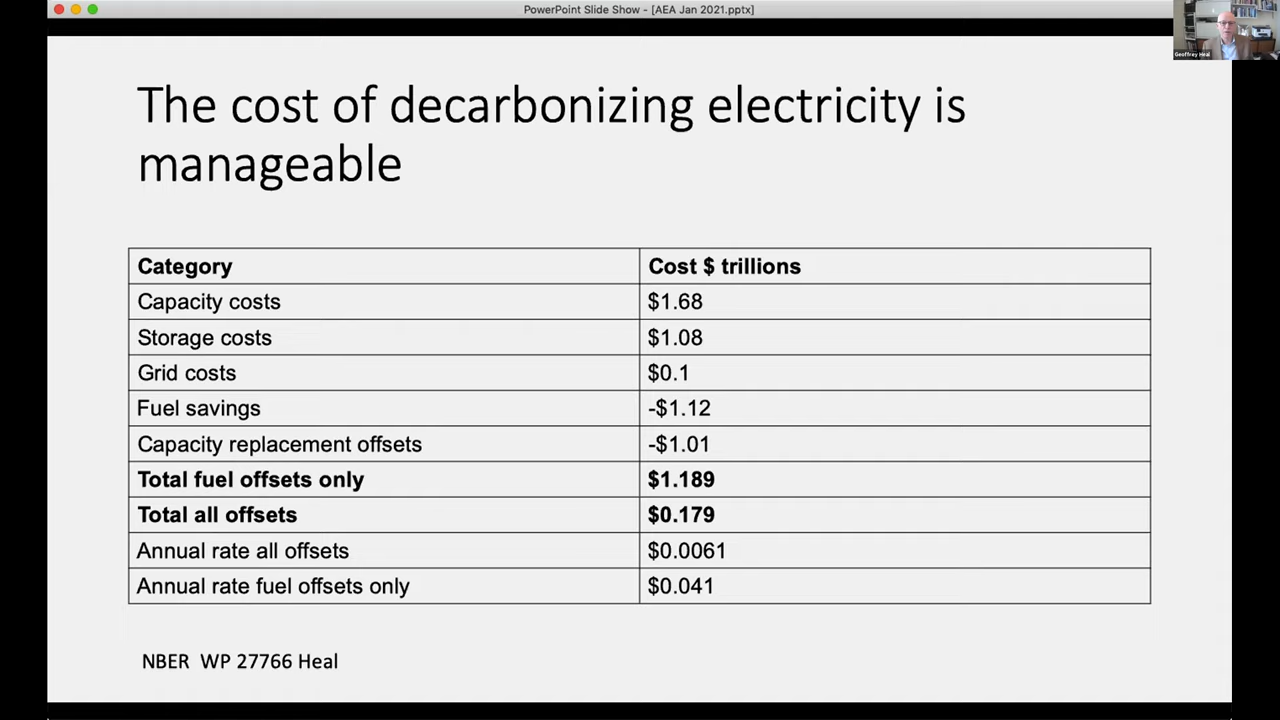 PowerPoint Slide Show - [AEA Jan 2021.pptx]
Geoffrey Heal
The cost of decarbonizing electricity is
manageable
Category Cost $ trillions
Capacity costs $1.68
Storage costs $1.08
Grid costs $0.1
Fuel savings -$1.12
Capacity replacement offsets -$1.01
Total fuel offsets only $1.189
Total all offsets $0.179
Annual rate all offsets $0.0061
Annual rate fuel offsets only $0.041
NBER WP 27766 Heal